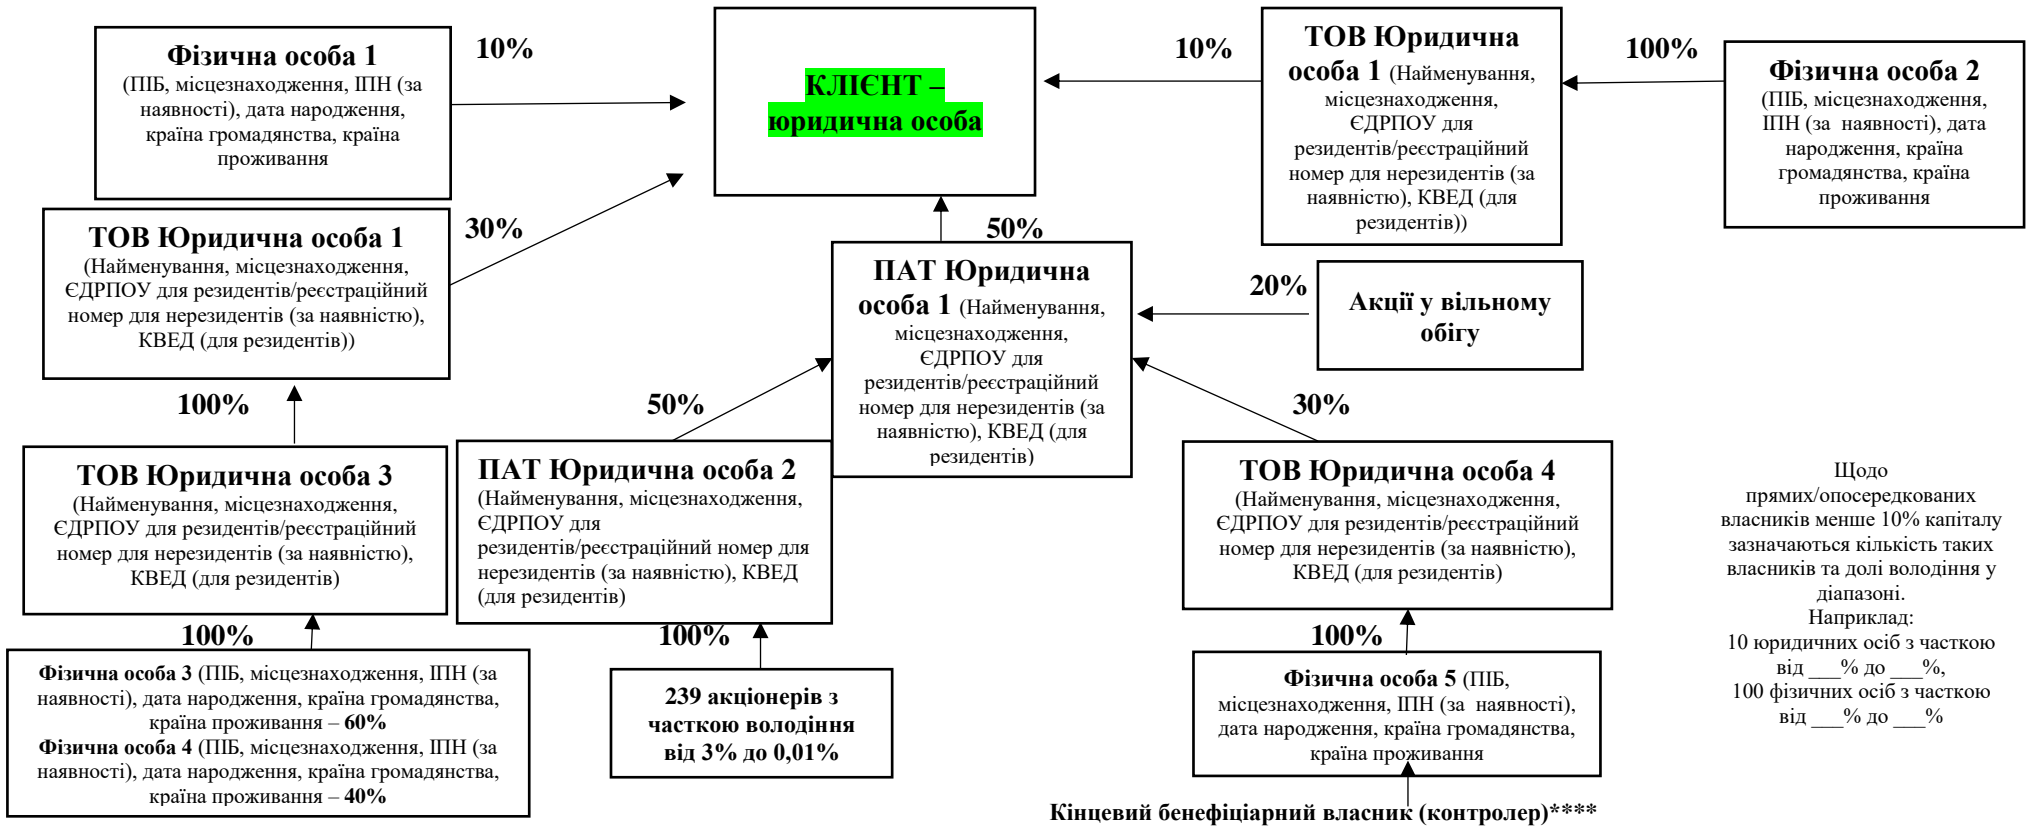 Фізична особа 1
(ПІБ, місцезнаходження, ІПН (за
наявності), дата народження,
країна громадянства, країна
проживання
10%
КЛІЄНТ –
юридична особа
10%
ТОВ Юридична
особа 1 (Найменування,
місцезнаходження,
ЄДРПОУ для
резидентів/реєстраційний
номер для нерезидентів (за
наявністю), КВЕД (для
резидентів))
100%
Фізична особа 2
(ПІБ, місцезнаходження,
ІПН (за  наявності), дата
народження, країна
громадянства, країна
проживання
ТОВ Юридична особа 1
(Найменування, місцезнаходження,
ЄДРПОУ для резидентів/реєстраційний
номер для нерезидентів (за наявністю),
КВЕД (для резидентів))
30%
50%
ПАТ Юридична
особа 1 (Найменування,
місцезнаходження,
ЄДРПОУ для
резидентів/реєстраційний
номер для нерезидентів (за
наявністю), КВЕД (для
резидентів)
20%
Акції у вільному
обігу
100%
50%
30%
ТОВ Юридична особа 3
(Найменування, місцезнаходження,
ЄДРПОУ для резидентів/реєстраційний
номер для нерезидентів (за наявністю),
КВЕД (для резидентів)
ПАТ Юридична особа 2
(Найменування, місцезнаходження,
ЄДРПОУ для
резидентів/реєстраційний номер для
нерезидентів (за наявністю), КВЕД
(для резидентів)
ТОВ Юридична особа 4
(Найменування, місцезнаходження,
ЄДРПОУ для резидентів/реєстраційний
номер для нерезидентів (за наявністю),
КВЕД (для резидентів)
Щодо
прямих/опосередкованих
власників менше 10% капіталу
зазначаються кількість таких
власників та долі володіння у
діапазоні.
Наприклад:
10 юридичних осіб з часткою
від ___% до ___%,
100 фізичних осіб з часткою
від ___% до ___%
100%
100%
100%
Фізична особа 3 (ПІБ, місцезнаходження, ІПН (за
наявності), дата народження, країна громадянства,
країна проживання – 60%
Фізична особа 4 (ПІБ, місцезнаходження, ІПН (за
наявності), дата народження, країна громадянства,
країна проживання – 40%
239 акціонерів з
часткою володіння
від 3% до 0,01%
Фізична особа 5 (ПІБ,
місцезнаходження, ІПН (за  наявності),
дата народження, країна громадянства,
країна проживання
Кінцевий бенефіціарний власник (контролер)****